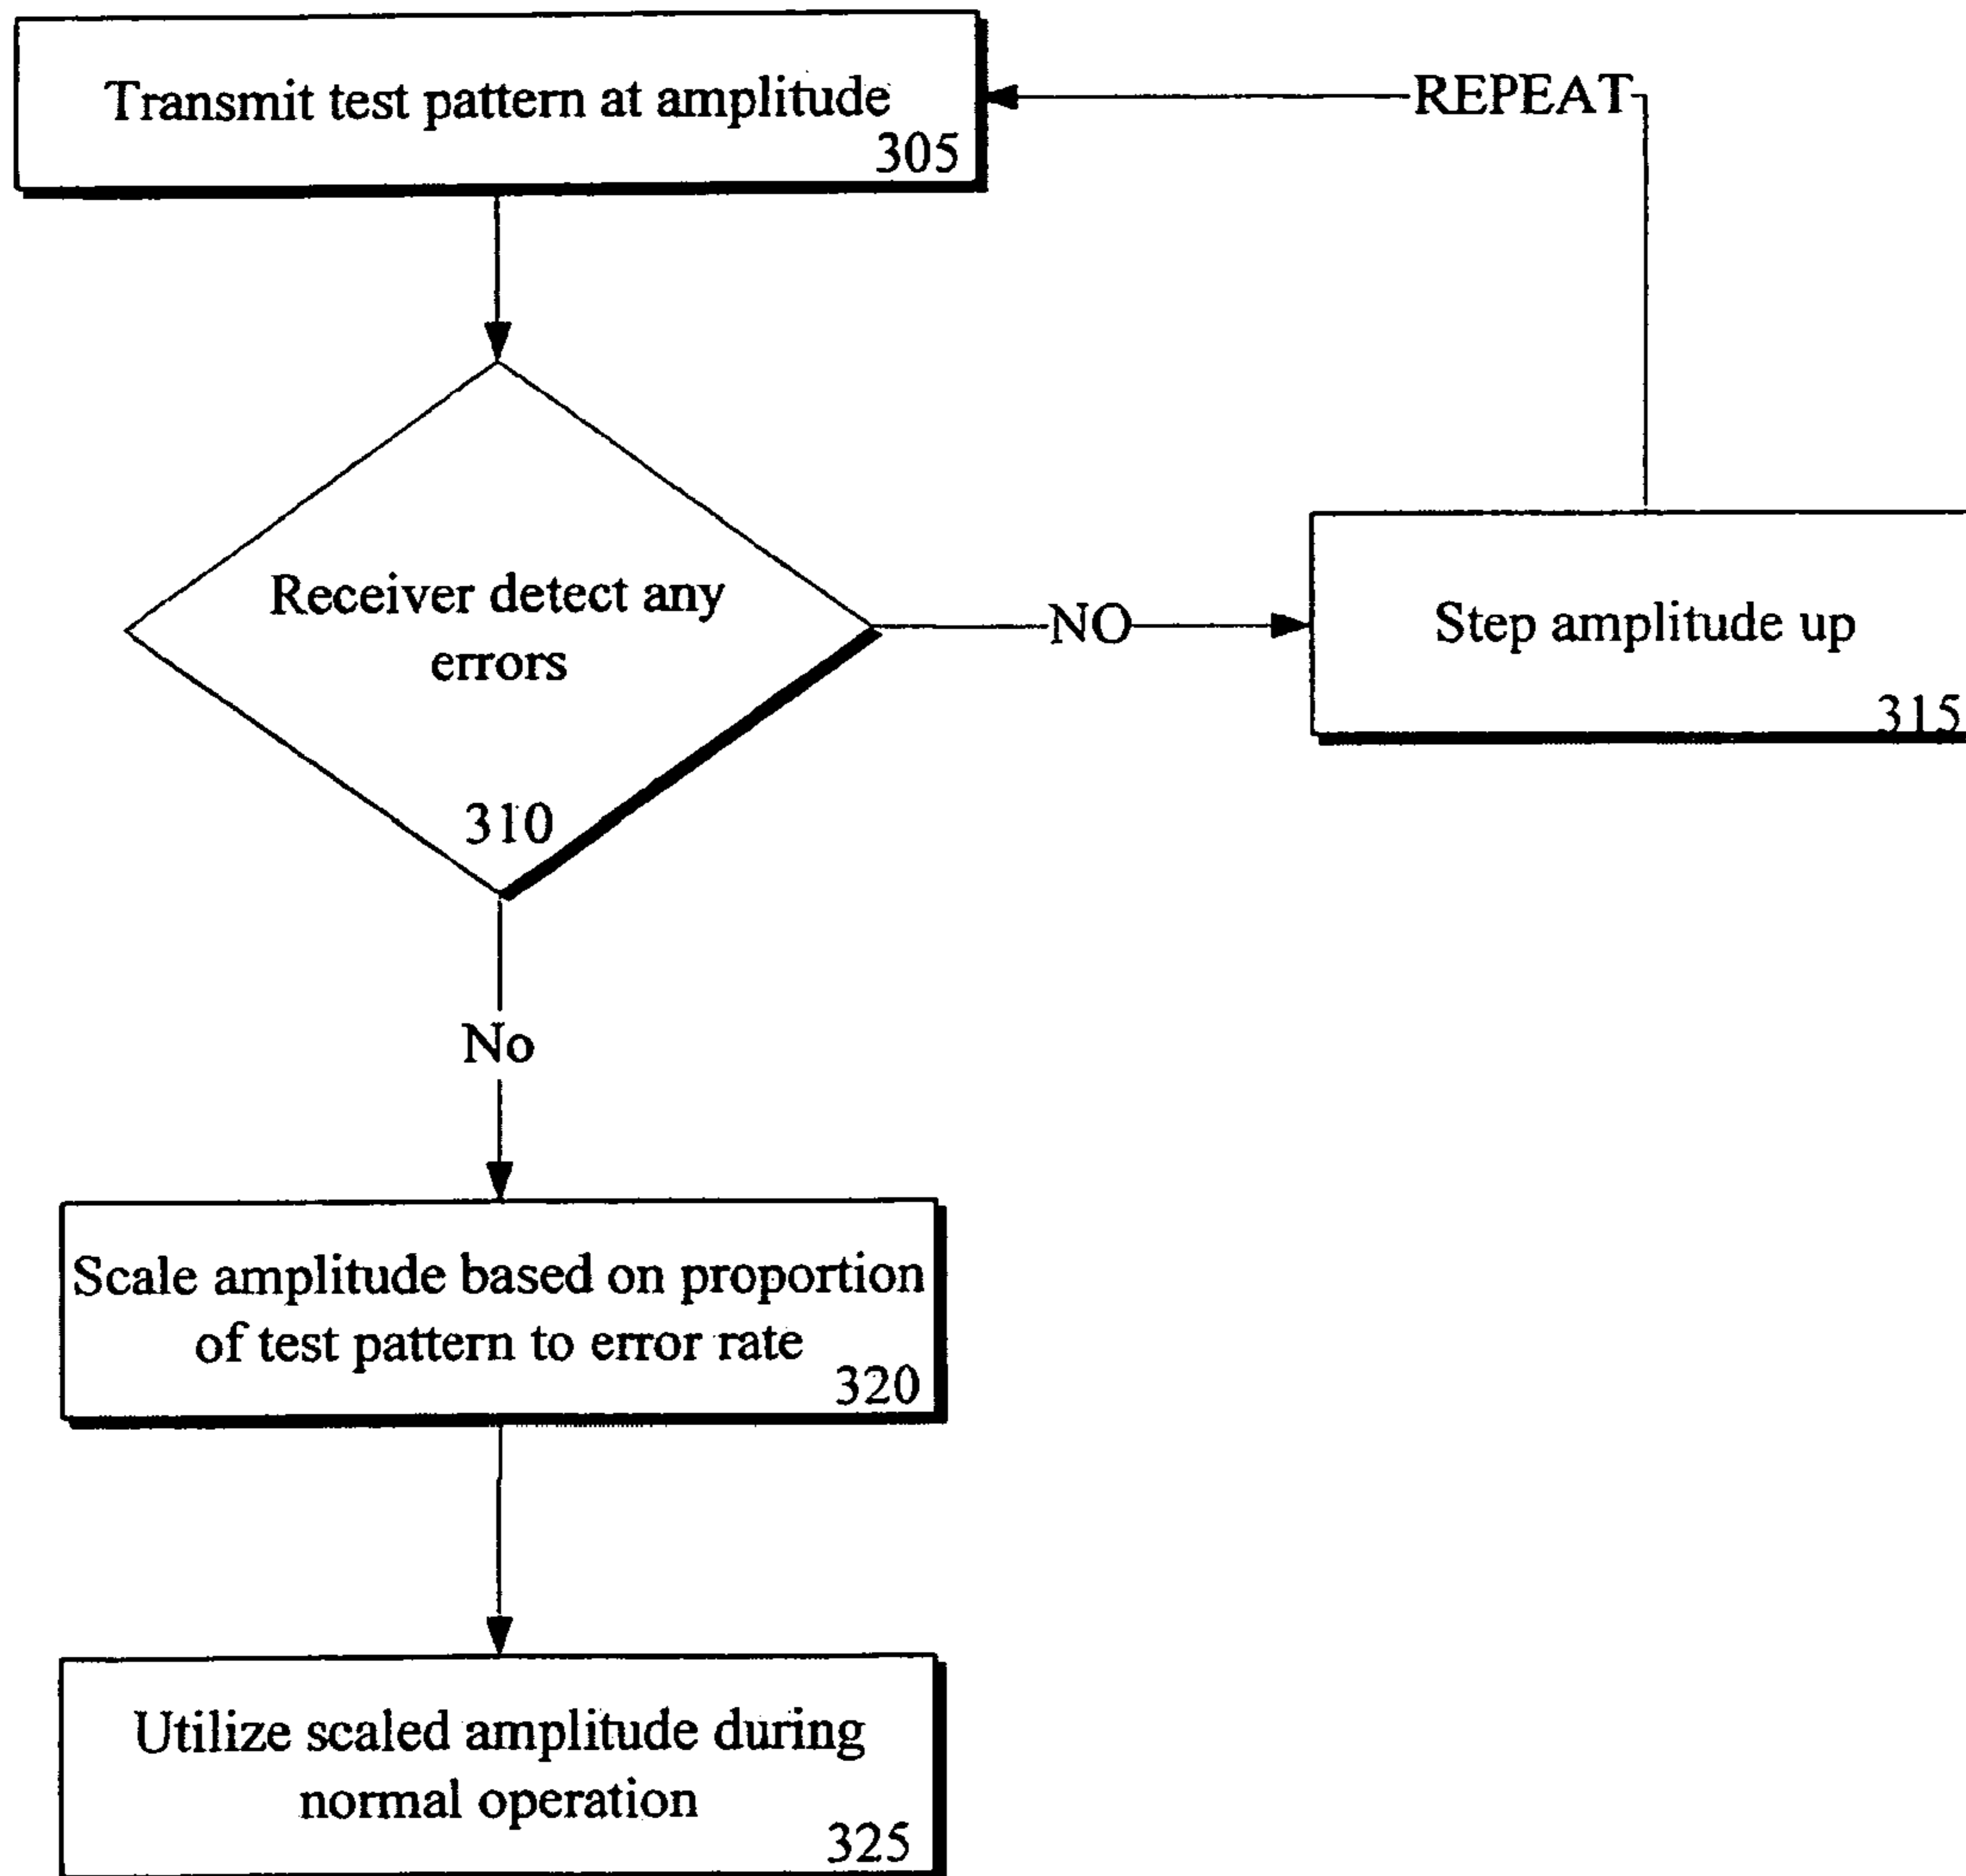 Transmit test pattern at amplitude
305
REPEAT
Receiver detect any
errors
310
NO
Step amplitude up
315
No
Scale amplitude based on proportion
of test pattern to error rate
320
Utilize scaled amplitude during
normal operation
325